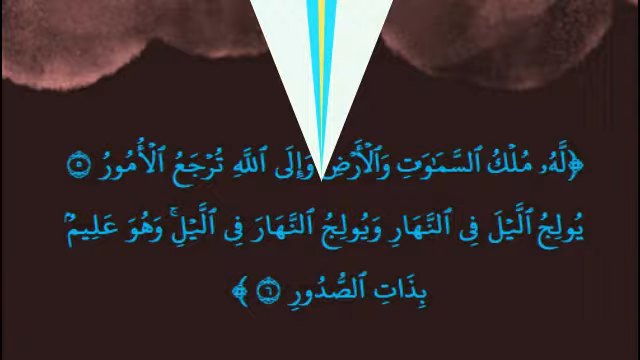 ﴿لَّهُۥ مُلْكُ ٱلسَّمَٰوَٰتِ وَٱلْأَرْضِ وَإِلَى ٱللَّهِ تُرْجَعُ ٱلْأُمُورُ ۝٥
يُولِجُ ٱلَّيْلَ فِى ٱلنَّهَارِ وَيُولِجُ ٱلنَّهَارَ فِى ٱلَّيْلِ ۚ وَهُوَ عَلِيمٌۢ
بِذَاتِ ٱلصُّدُورِ ۝٦ ﴾